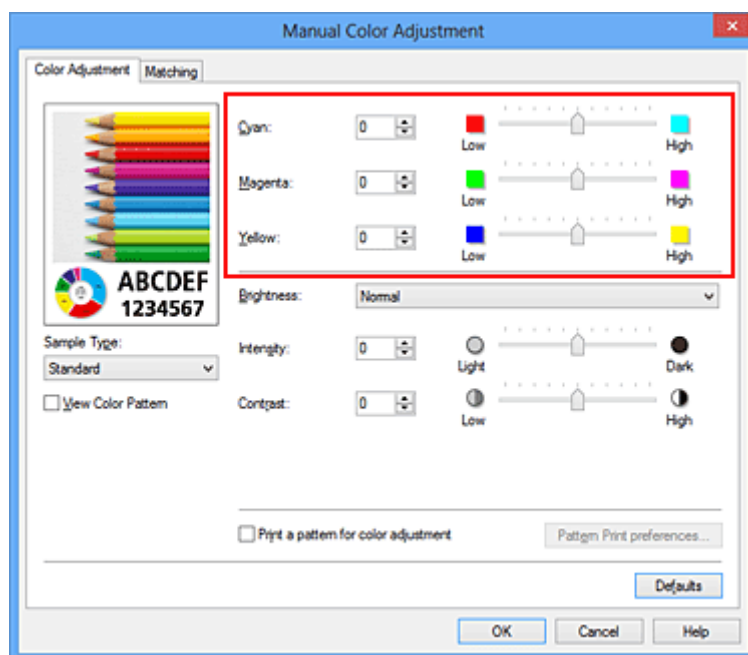 Manual Color Adjustment
Color Adjustment Matching
Cyan: 0 Low High
Magenta: 0 Low High
Yellow: 0 Low High
ABCDEF
1234567
Brightness: Normal
Sample Type:
Standard
Intensity: 0 Light Dark
View Color Pattern
Contrast: 0 Low High
Print a pattern for color adjustment Pattern Print preferences...
Defaults
OK Cancel Help